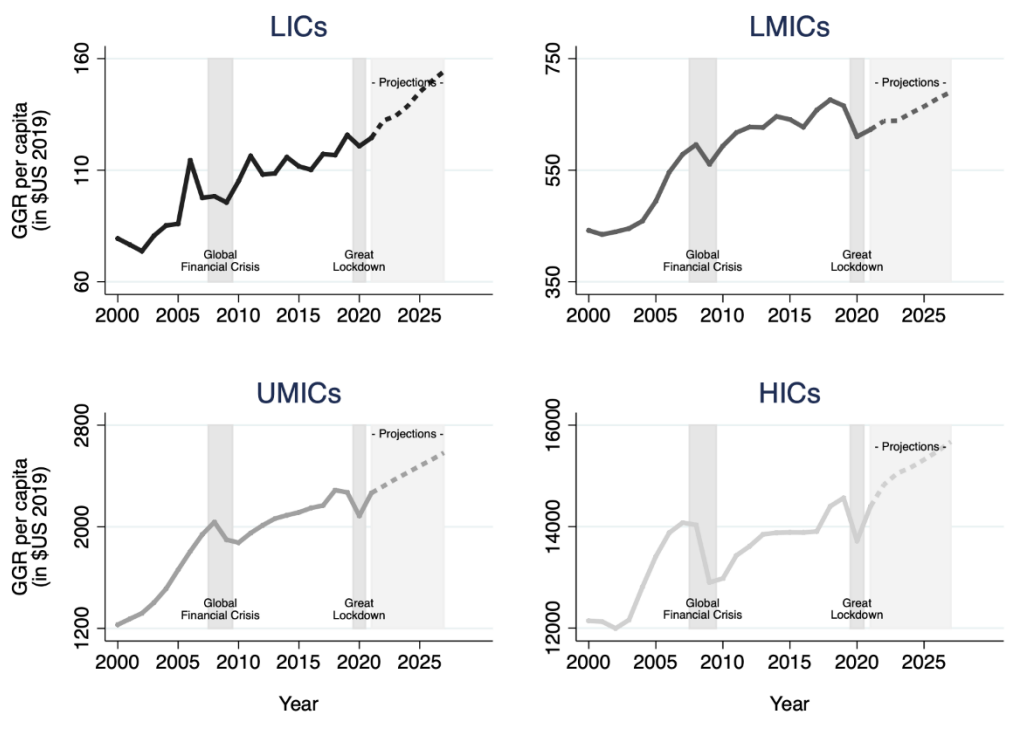 LICs
GGR per capita
(in $US 2019)
160
110
60
- Projections -
Global
Financial Crisis
Great
Lockdown
2000 2005 2010 2015 2020 2025
LMICs
750
550
350
- Projections -
Global
Financial Crisis
Great
Lockdown
2000 2005 2010 2015 2020 2025
UMICs
GGR per capita
(in $US 2019)
2800
2000
1200
- Projections -
Global
Financial Crisis
Great
Lockdown
2000 2005 2010 2015 2020 2025
Year
HICs
16000
14000
12000
- Projections -
Global
Financial Crisis
Great
Lockdown
2000 2005 2010 2015 2020 2025
Year